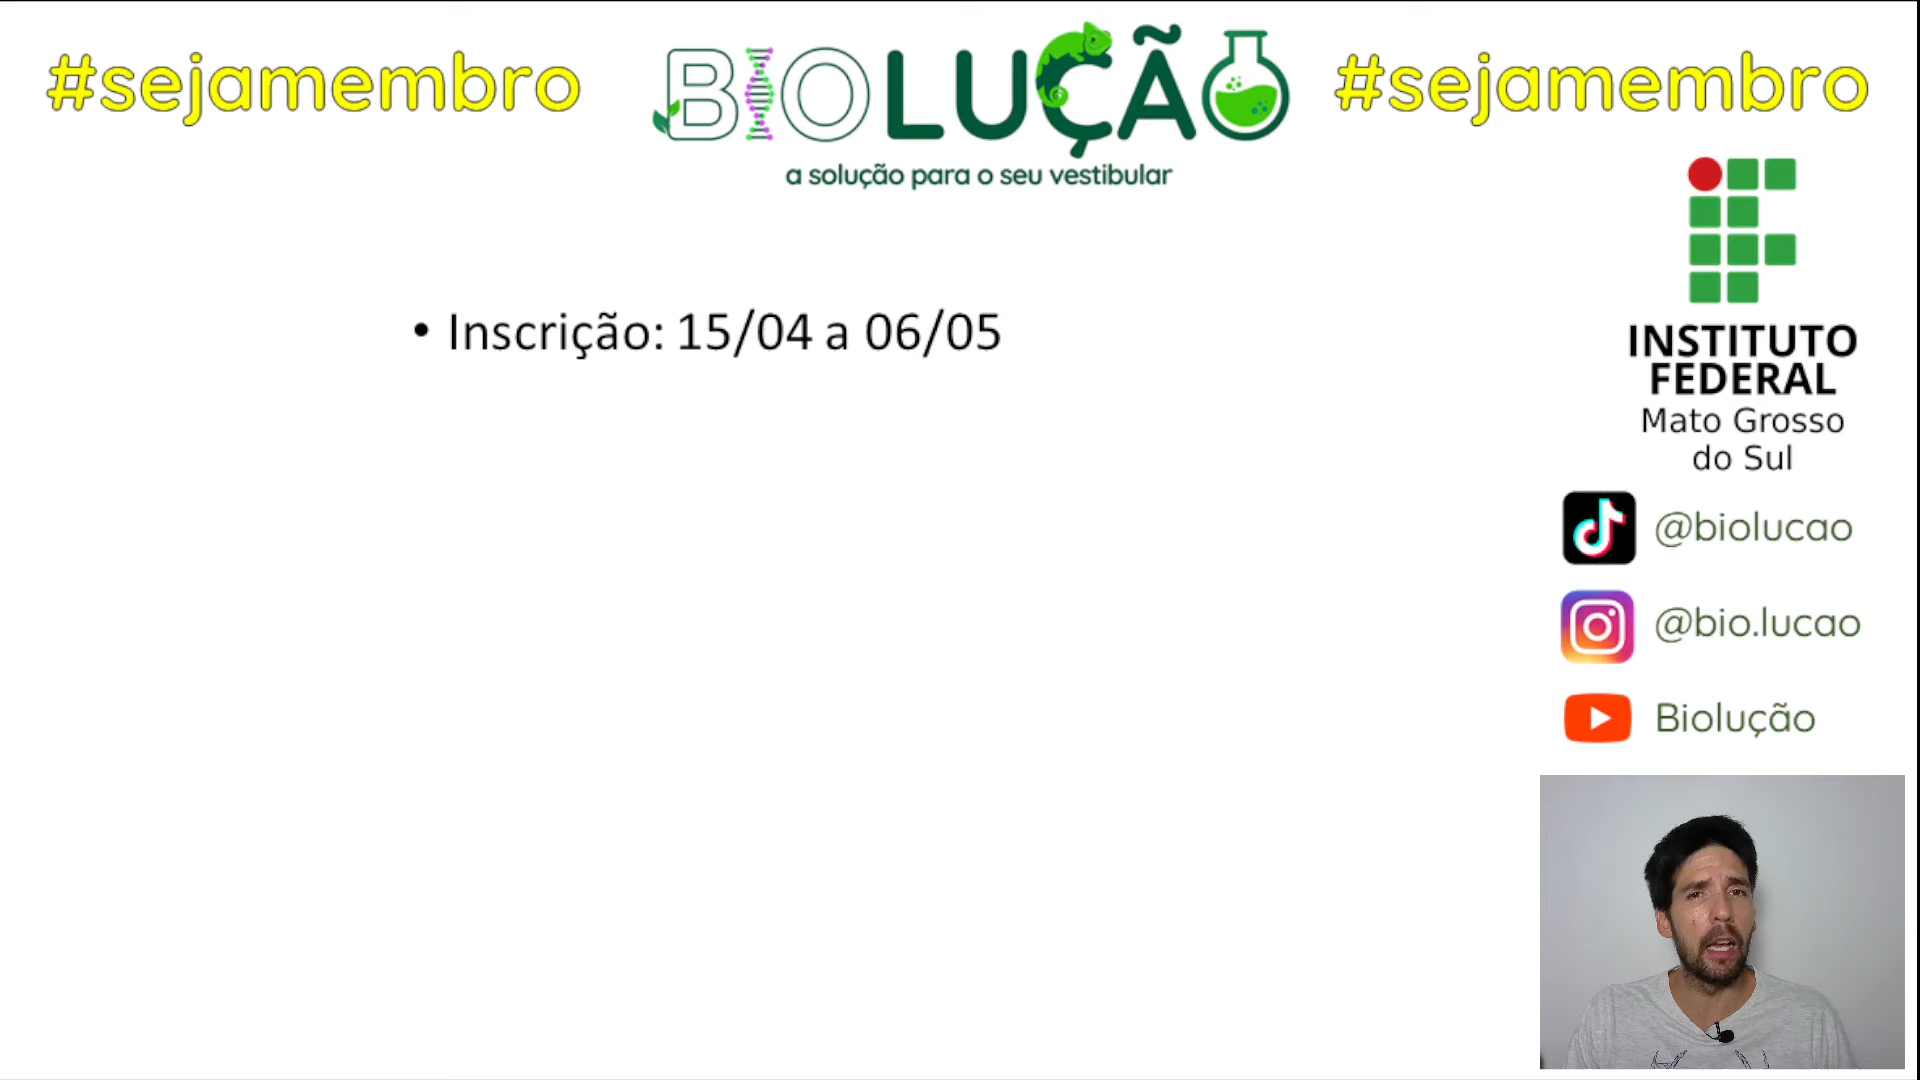 #sejamembro
BIOLUÇÃO
#sejamembro
a solução para o seu vestibular
• Inscrição: 15/04 a 06/05
INSTITUTO
FEDERAL
Mato Grosso
do Sul
@biolucao
@bio.lucao
Biolução